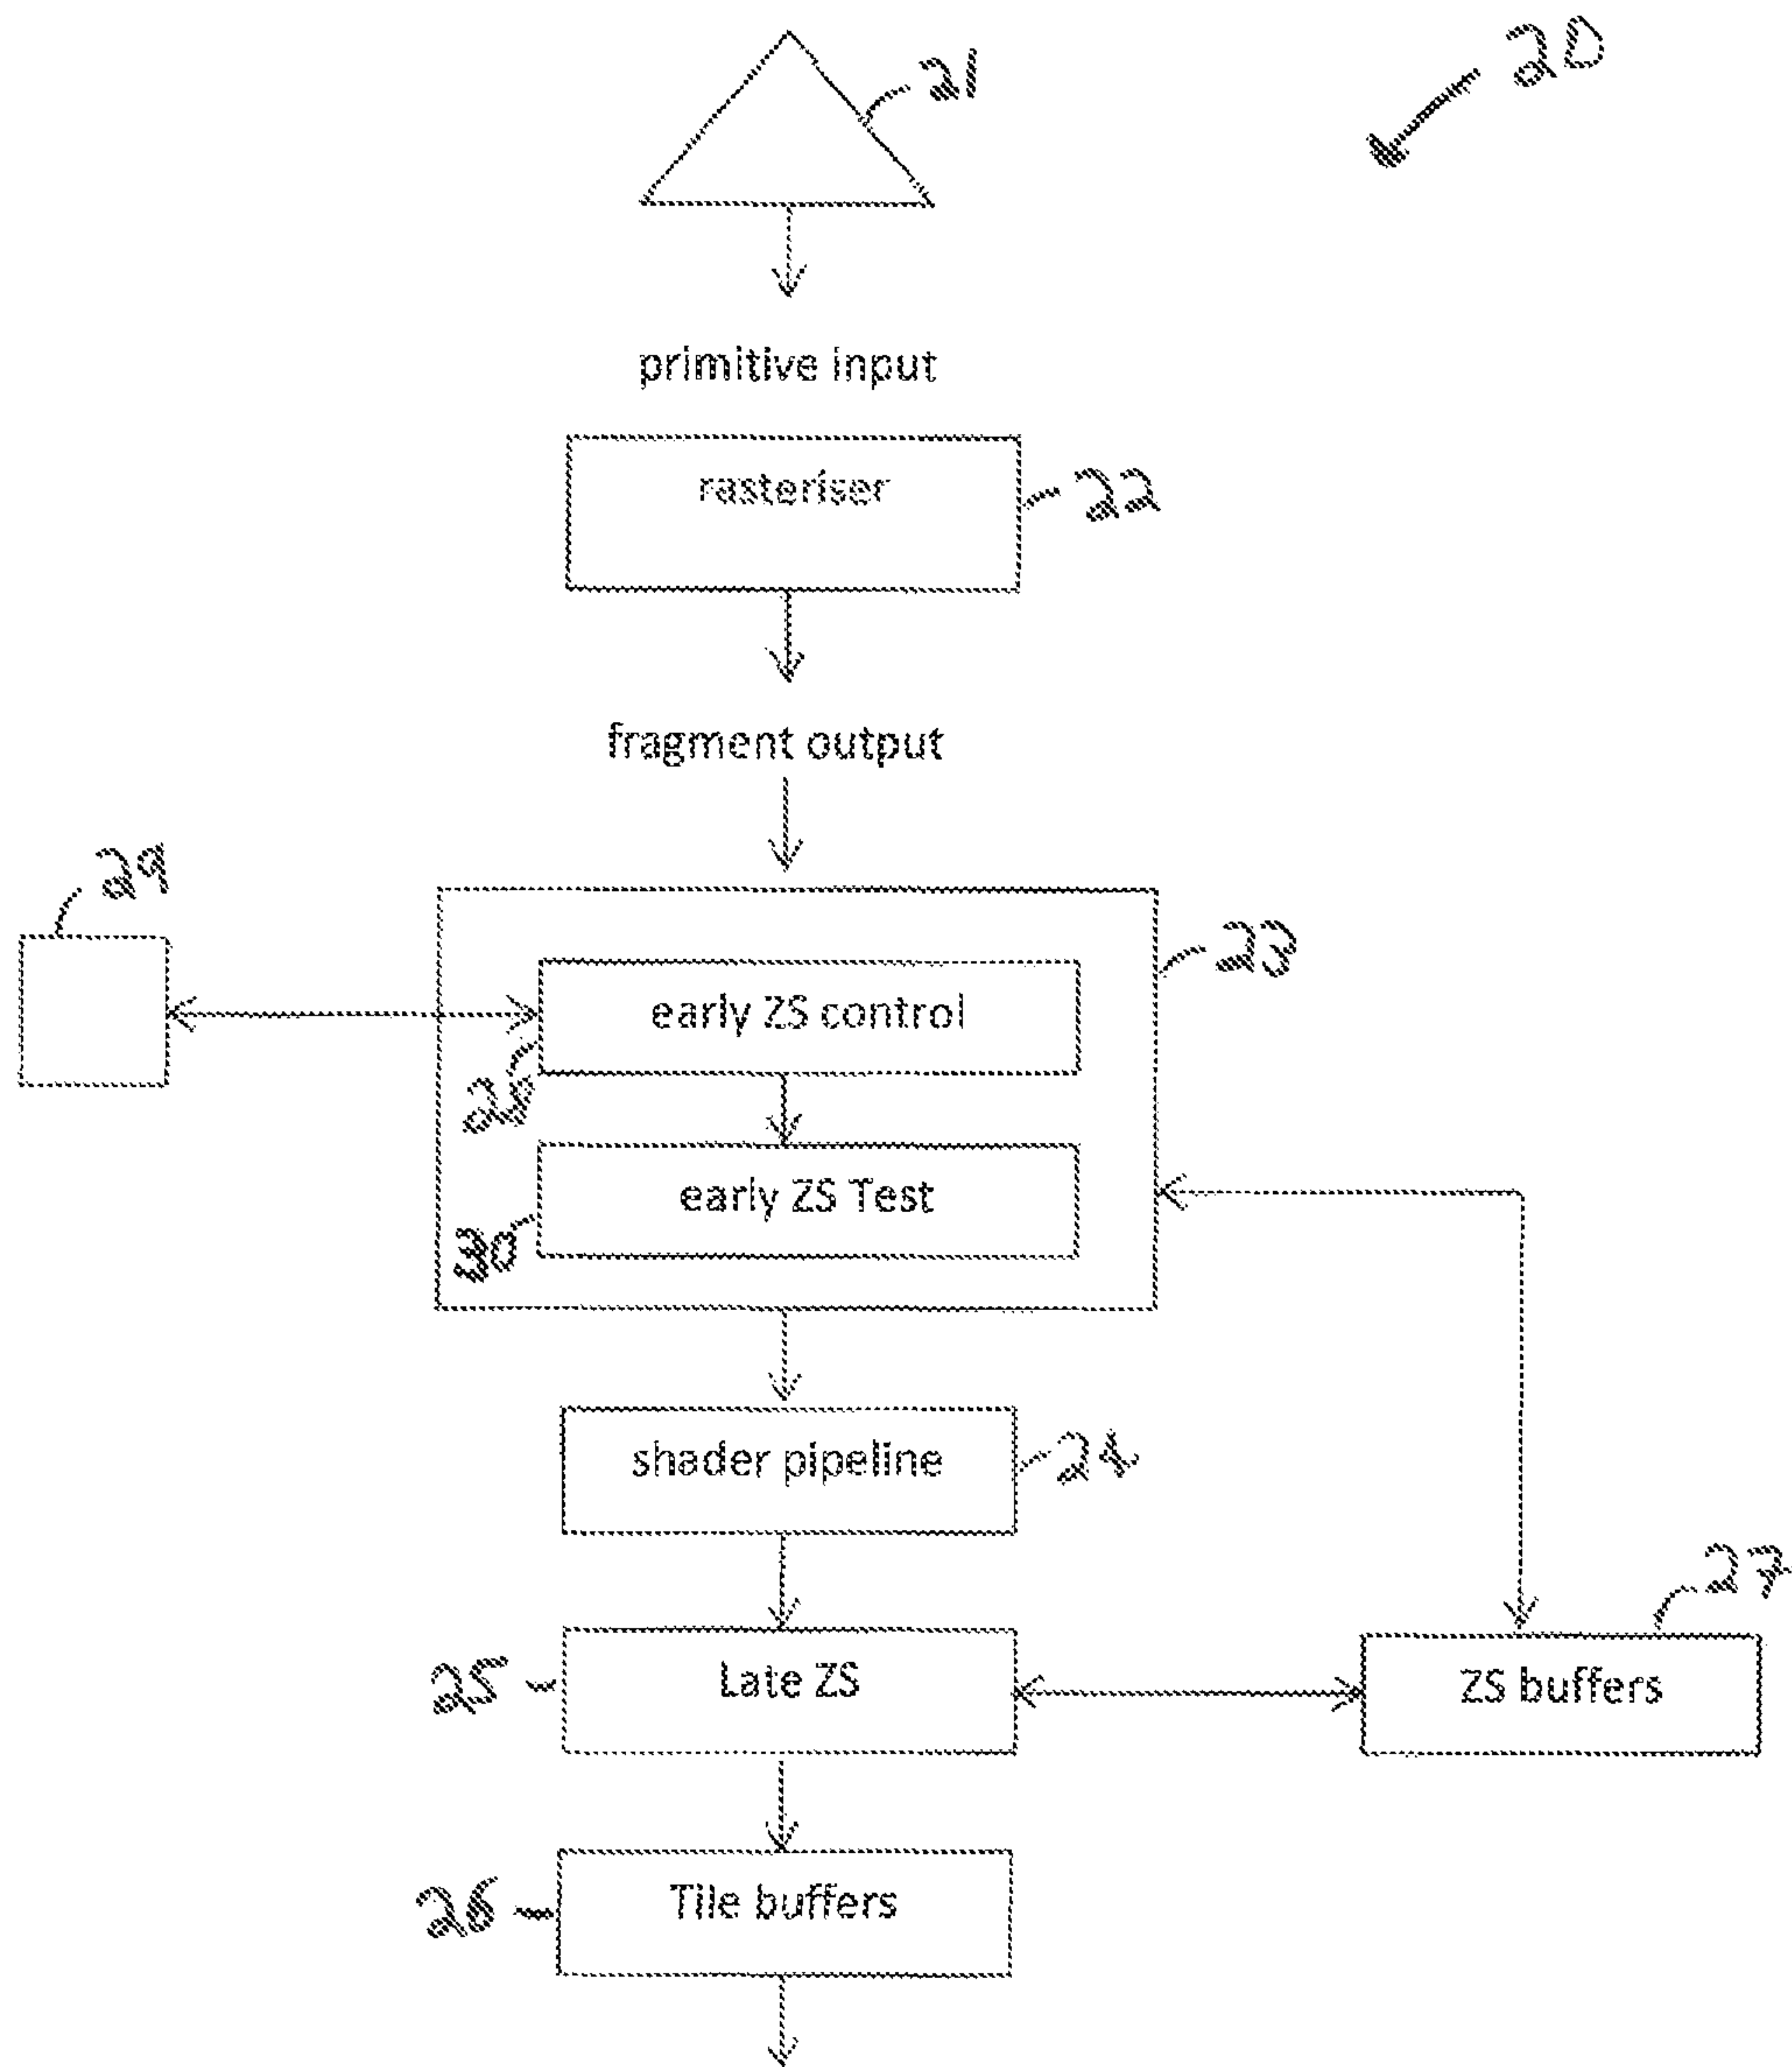 21
20
primitive input
rasteriser
22
fragment output
29
23
early ZS control
early ZS Test
30
shader pipeline
24
27
25
Late ZS
ZS buffers
26
Tile buffers